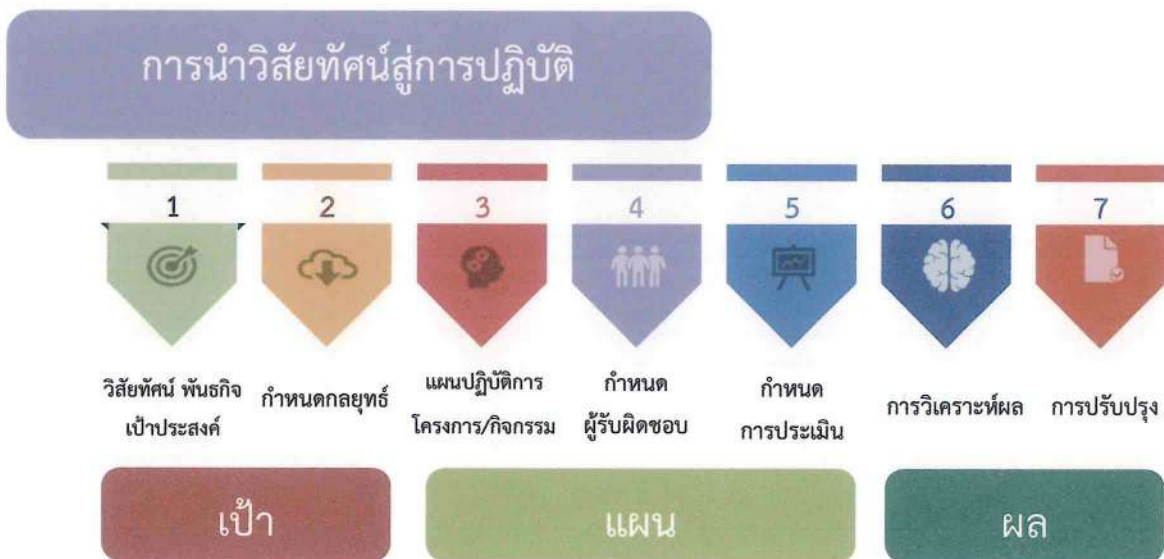 การนำวิสัยทัศน์สู่การปฏิบัติ
1 2 3 4 5 6 7
วิสัยทัศน์ พันธกิจ
เป้าประสงค์
กำหนดกลยุทธ์
แผนปฏิบัติการ
โครงการ/กิจกรรม
กำหนด
ผู้รับผิดชอบ
กำหนด
การประเมิน
การวิเคราะห์ผล
การปรับปรุง
เป้า
แผน
ผล